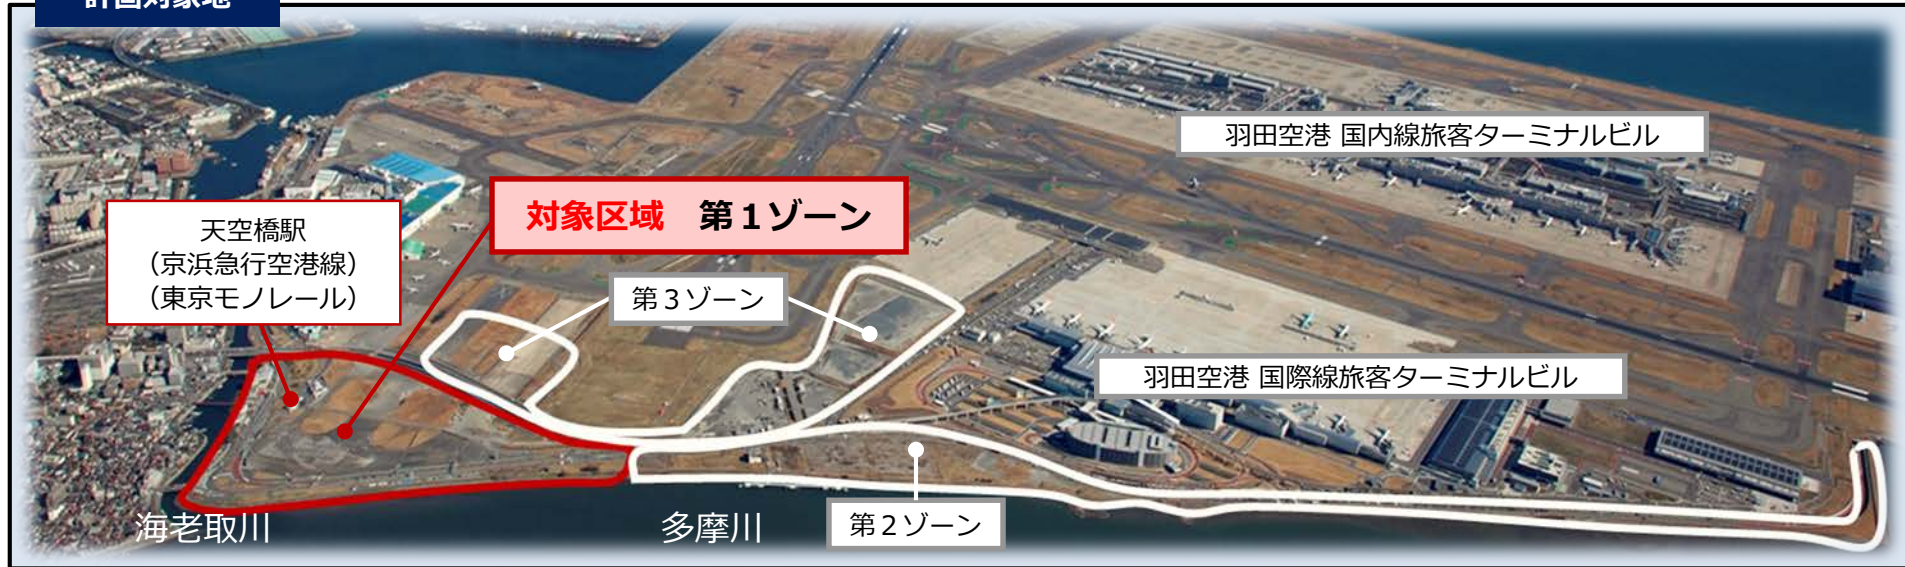 計画対象地
羽田空港 国内線旅客ターミナルビル
対象区域　第１ゾーン
天空橋駅
（京浜急行空港線）
（東京モノレール）
第３ゾーン
羽田空港 国際線旅客ターミナルビル
海老取川
多摩川
第２ゾーン